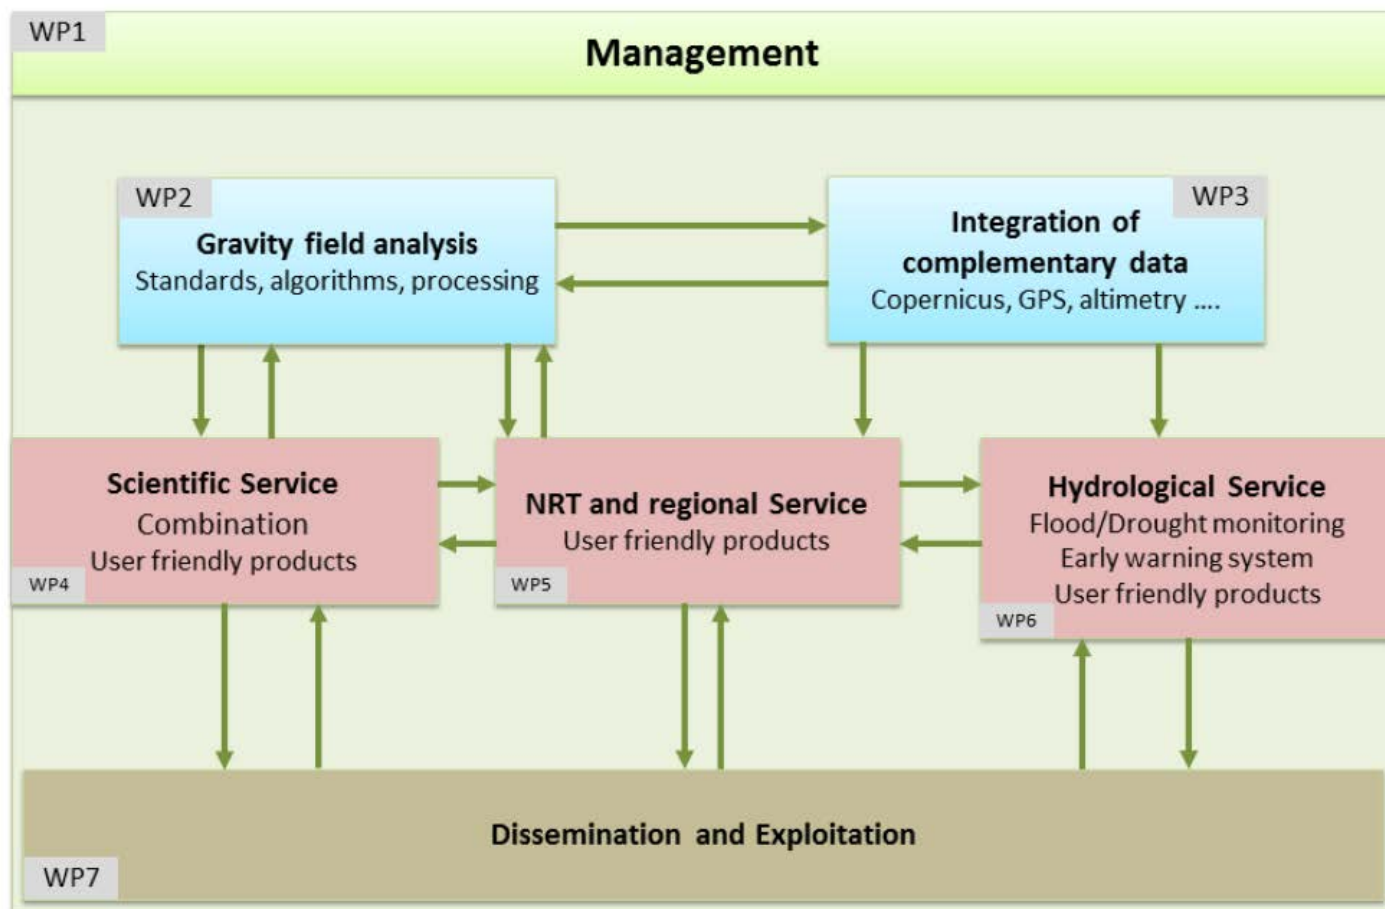 WP1
Management
WP2
Gravity field analysis
Standards, algorithms, processing
WP3
Integration of
complementary data
Copernicus, GPS, altimetry ....
Scientific Service
Combination
User friendly products
WP4
NRT and regional Service
User friendly products
WP5
Hydrological Service
Flood/Drought monitoring
Early warning system
User friendly products
WP6
Dissemination and Exploitation
WP7